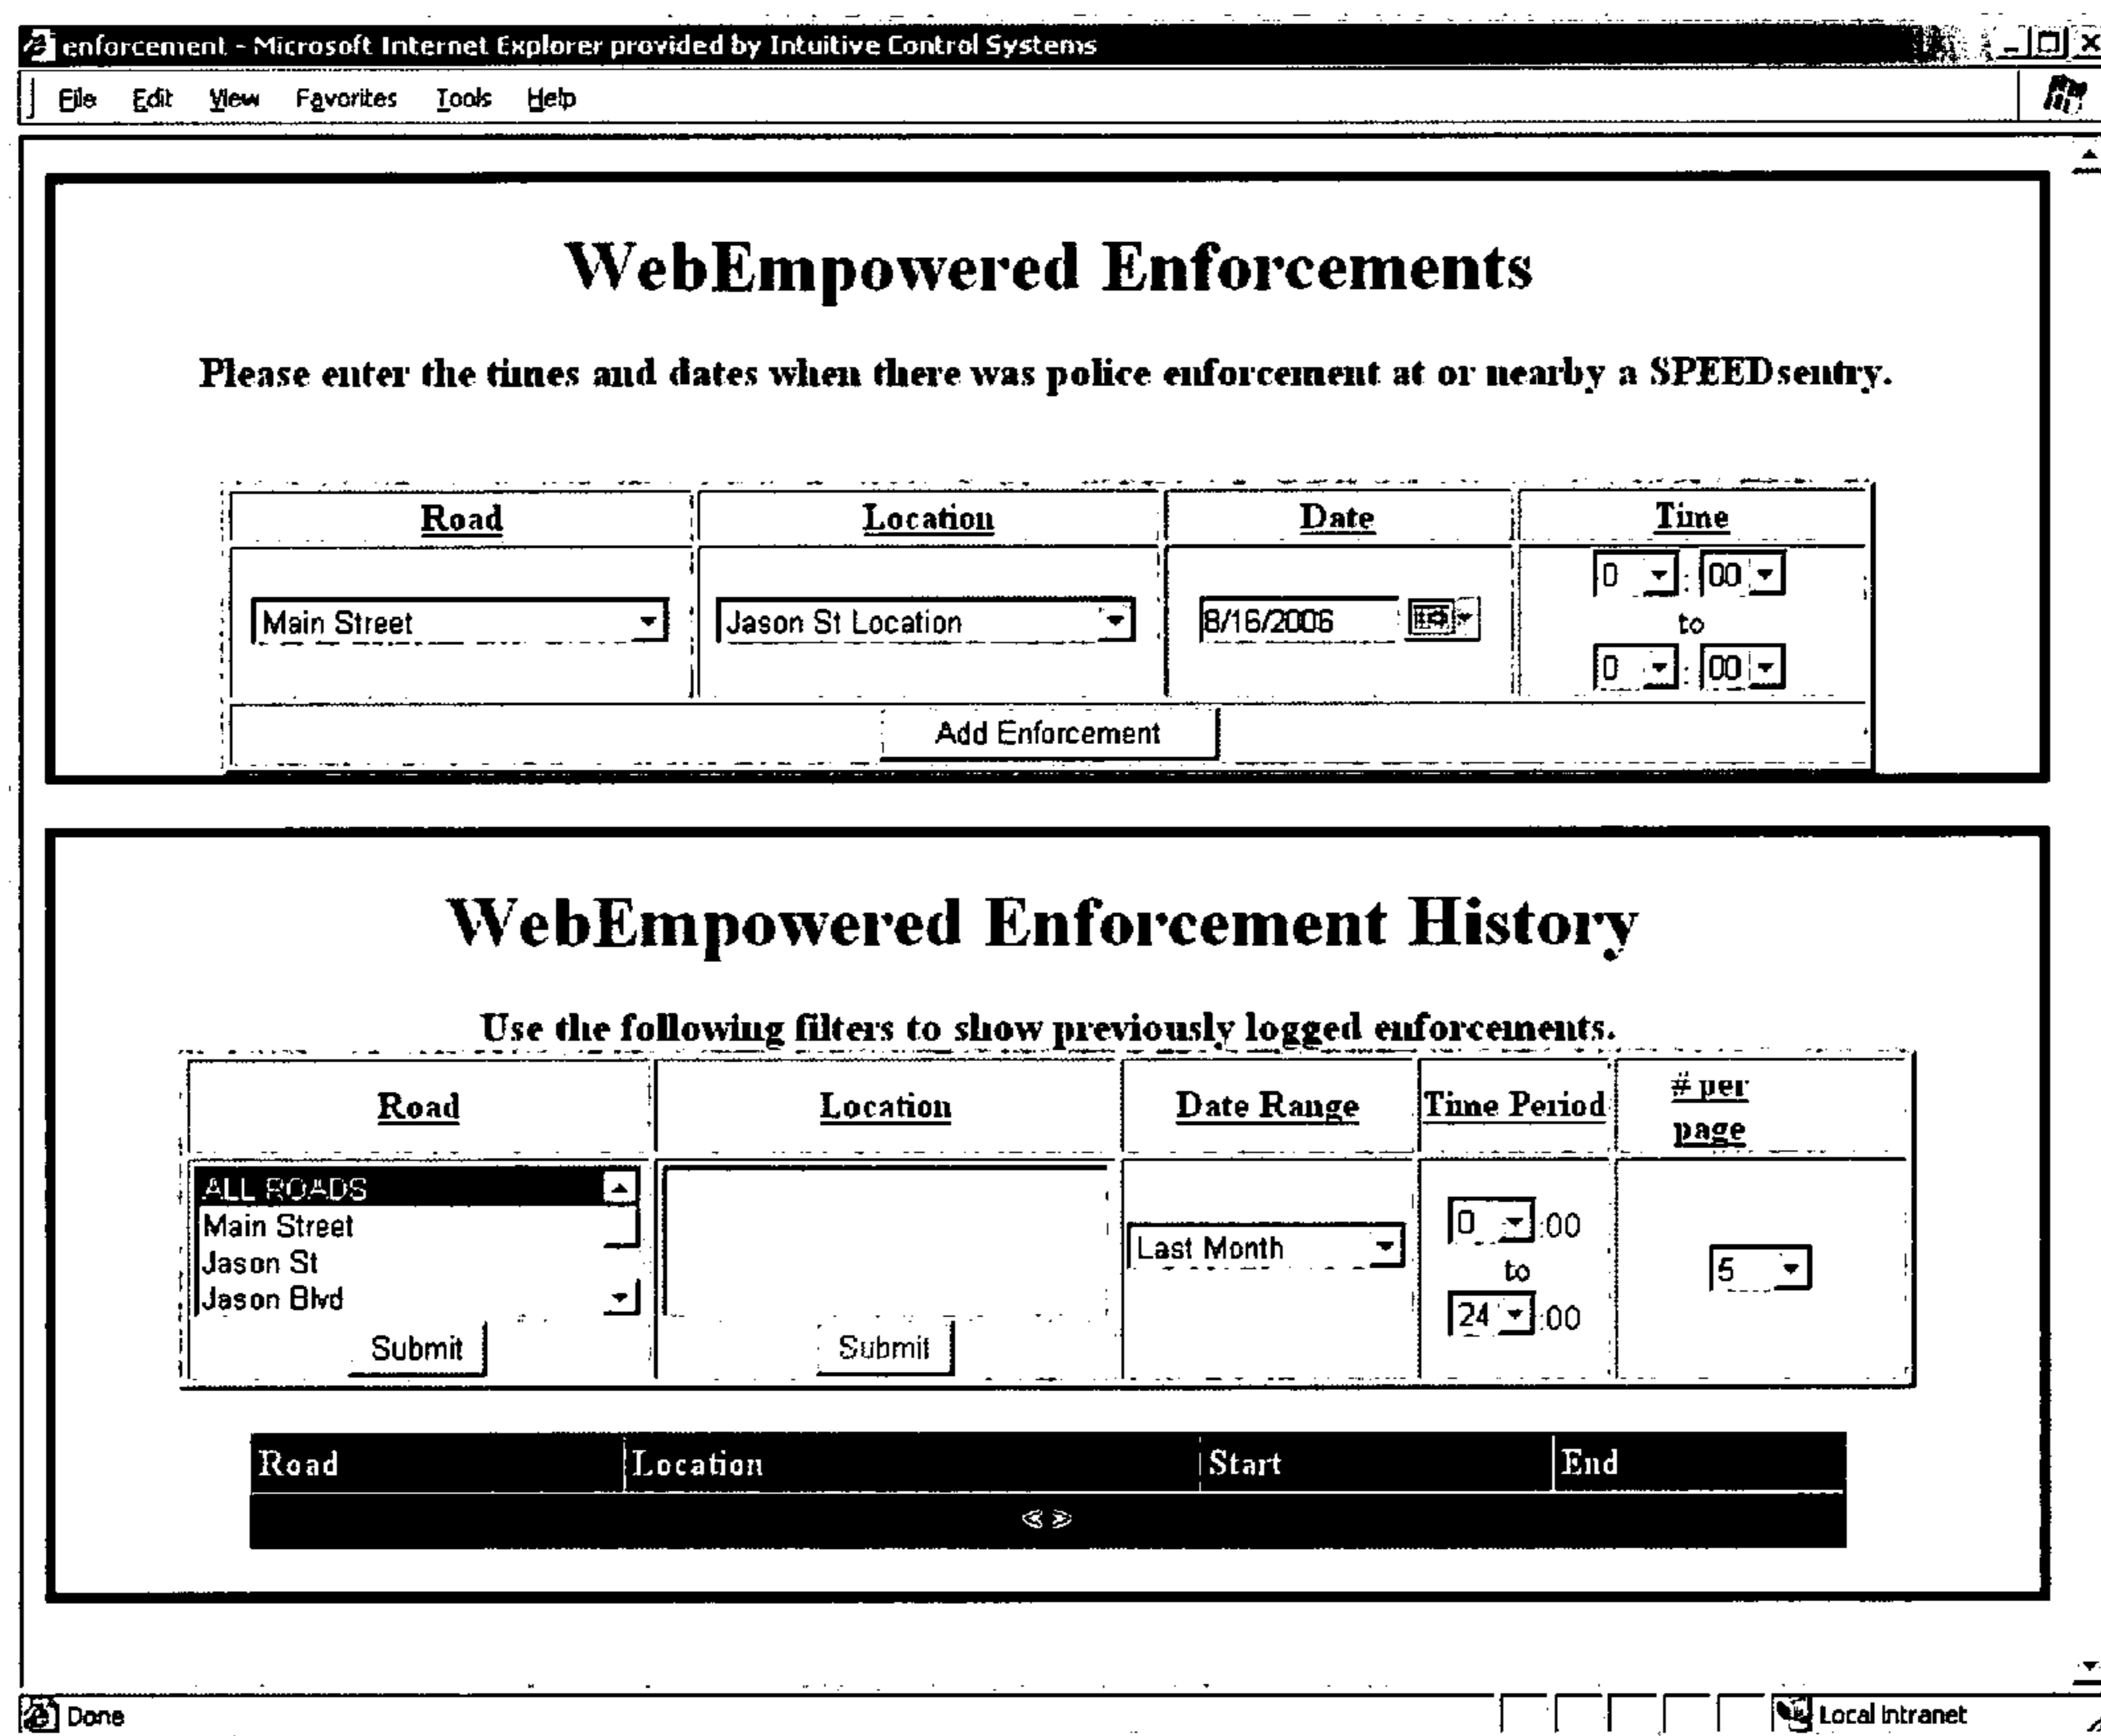 enforcement - Microsoft Internet Explorer provided by Intuitive Control Systems
File Edit View Favorites Tools Help
WebEmpowered Enforcements
Please enter the times and dates when there was police enforcement at or nearby a SPEEDsentry.
Road Location Date Time
0 : 00
Main Street Jason St Location 8/16/2006 to
0 : 00
Add Enforcement
WebEmpowered Enforcement History
Use the following filters to show previously logged enforcements.
Road Location Date Range Time Period # per page
ALL ROADS
Main Street
Jason St
Jason Blvd
Submit
Submit
Last Month
0 :00
to
24 :00
5
Road Location Start End
< >
Done Local intranet